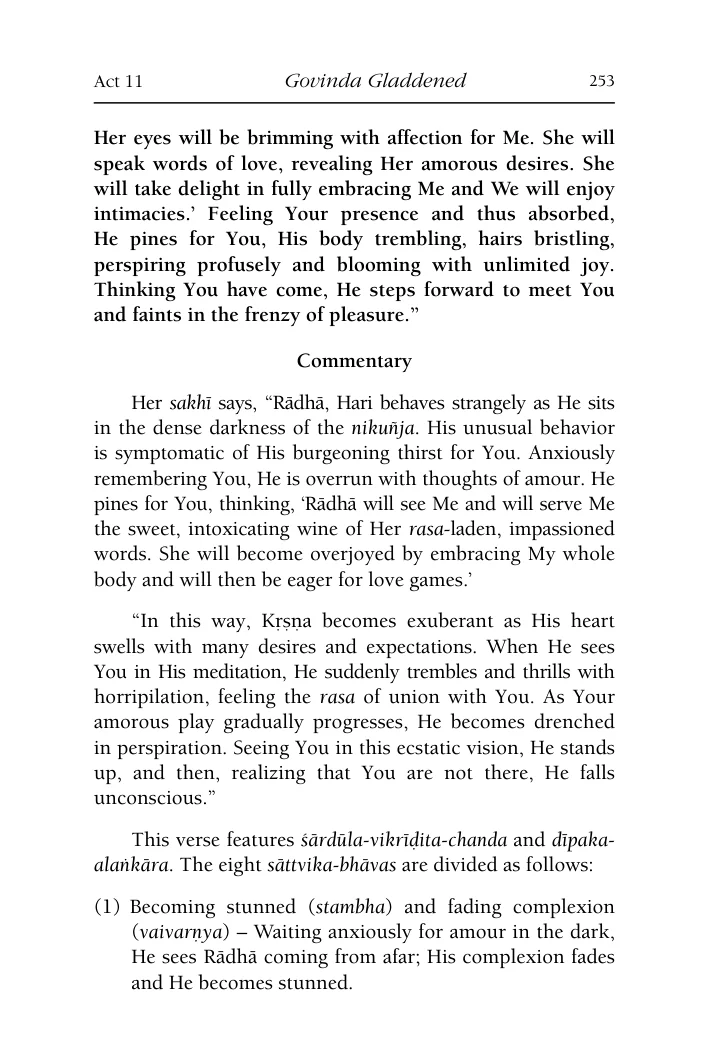 Act 11 Govinda Gladdened 253
Her eyes will be brimming with affection for Me. She will
speak words of love, revealing Her amorous desires. She
will take delight in fully embracing Me and We will enjoy
intimacies.’ Feeling Your presence and thus absorbed,
He pines for You, His body trembling, hairs bristling,
perspiring profusely and blooming with unlimited joy.
Thinking You have come, He steps forward to meet You
and faints in the frenzy of pleasure.”
Commentary
Her sakhī says, “Rādhā, Hari behaves strangely as He sits
in the dense darkness of the nikuñja. His unusual behavior
is symptomatic of His burgeoning thirst for You. Anxiously
remembering You, He is overrun with thoughts of amour. He
pines for You, thinking, ‘Rādhā will see Me and will serve Me
the sweet, intoxicating wine of Her rasa-laden, impassioned
words. She will become overjoyed by embracing My whole
body and will then be eager for love games.’
“In this way, Kṛṣṇa becomes exuberant as His heart
swells with many desires and expectations. When He sees
You in His meditation, He suddenly trembles and thrills with
horripilation, feeling the rasa of union with You. As Your
amorous play gradually progresses, He becomes drenched
in perspiration. Seeing You in this ecstatic vision, He stands
up, and then, realizing that You are not there, He falls
unconscious.”
This verse features śārdūla-vikrīḍita-chanda and dīpaka-
alaṅkāra. The eight sāttvika-bhāvas are divided as follows:
(1) Becoming stunned (stambha) and fading complexion
(vaivarṇya) – Waiting anxiously for amour in the dark,
He sees Rādhā coming from afar; His complexion fades
and He becomes stunned.